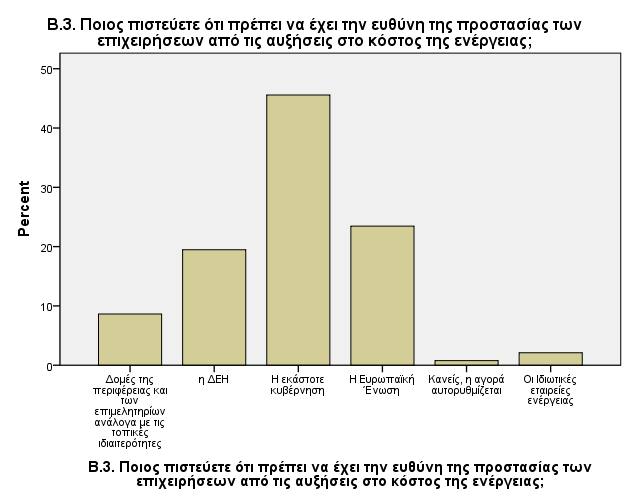 Β.3. Ποιος πιστεύετε ότι πρέπει να έχει την ευθύνη της προστασίας των
επιχειρήσεων από τις αυξήσεις στο κόστος της ενέργειας;
50
40
30
20
10
0
Percent
Δομές της
περιφέρειας και
των
επιμελητηρίων
ανάλογα με τις
τοπικές
ιδιαιτερότητες
η ΔΕΗ
Η εκάστοτε
κυβέρνηση
Η Ευρωπαϊκή
Ένωση
Κανείς, η αγορά
αυτορυθμίζεται
Οι Ιδιωτικές
εταιρείες
ενέργειας
Β.3. Ποιος πιστεύετε ότι πρέπει να έχει την ευθύνη της προστασίας των
επιχειρήσεων από τις αυξήσεις στο κόστος της ενέργειας;